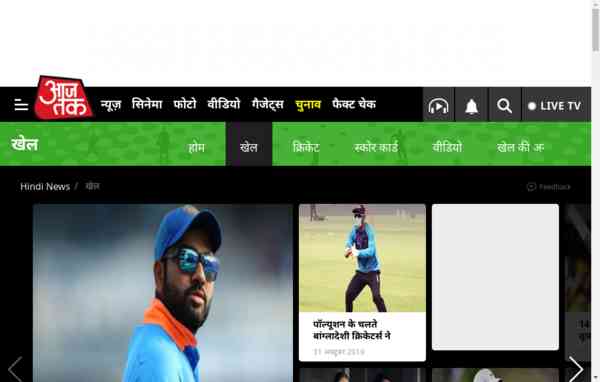 आज तक
न्यूज़ सिनेमा फोटो वीडियो गैजेट्स चुनाव फैक्ट चेक
LIVE TV
खेल
होम खेल क्रिकेट स्कोर कार्ड वीडियो खेल की
Hindi News / खेल
Feedback
पॉल्यूशन के चलते
बांग्लादेशी क्रिकेटर्स ने
31 अक्टूबर 2019
14